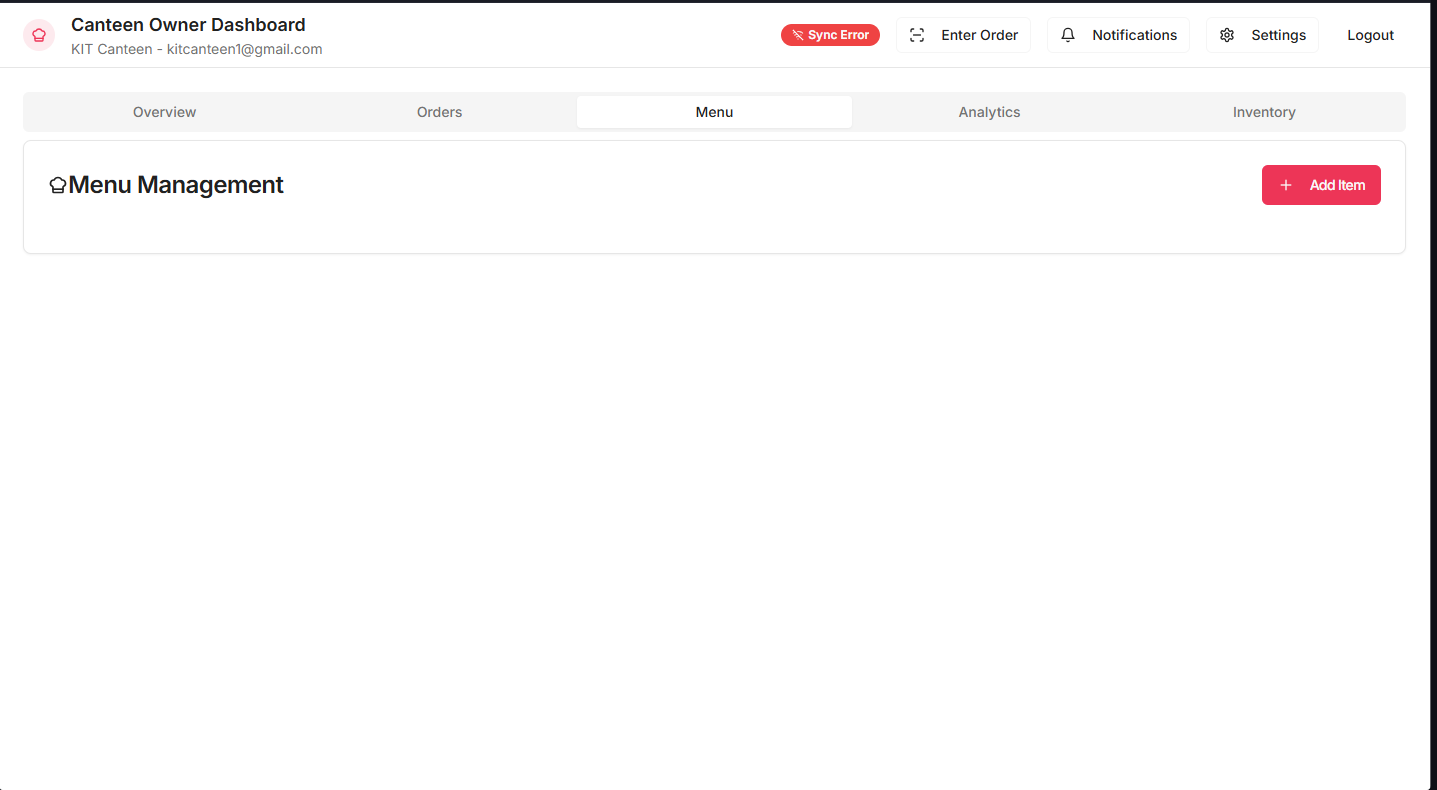 Canteen Owner Dashboard
KIT Canteen - kitcanteen1@gmail.com
Sync Error
Enter Order
Notifications
Settings
Logout
Overview
Orders
Menu
Analytics
Inventory
Menu Management
Add Item